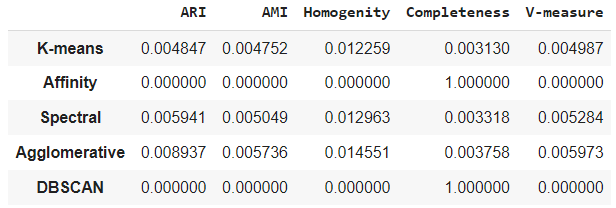 ARI AMI Homogenity Completeness V-measure
K-means 0.004847 0.004752 0.012259 0.003130 0.004987
Affinity 0.000000 0.000000 0.000000 1.000000 0.000000
Spectral 0.005941 0.005049 0.012963 0.003318 0.005284
Agglomerative 0.008937 0.005736 0.014551 0.003758 0.005973
DBSCAN 0.000000 0.000000 0.000000 1.000000 0.000000